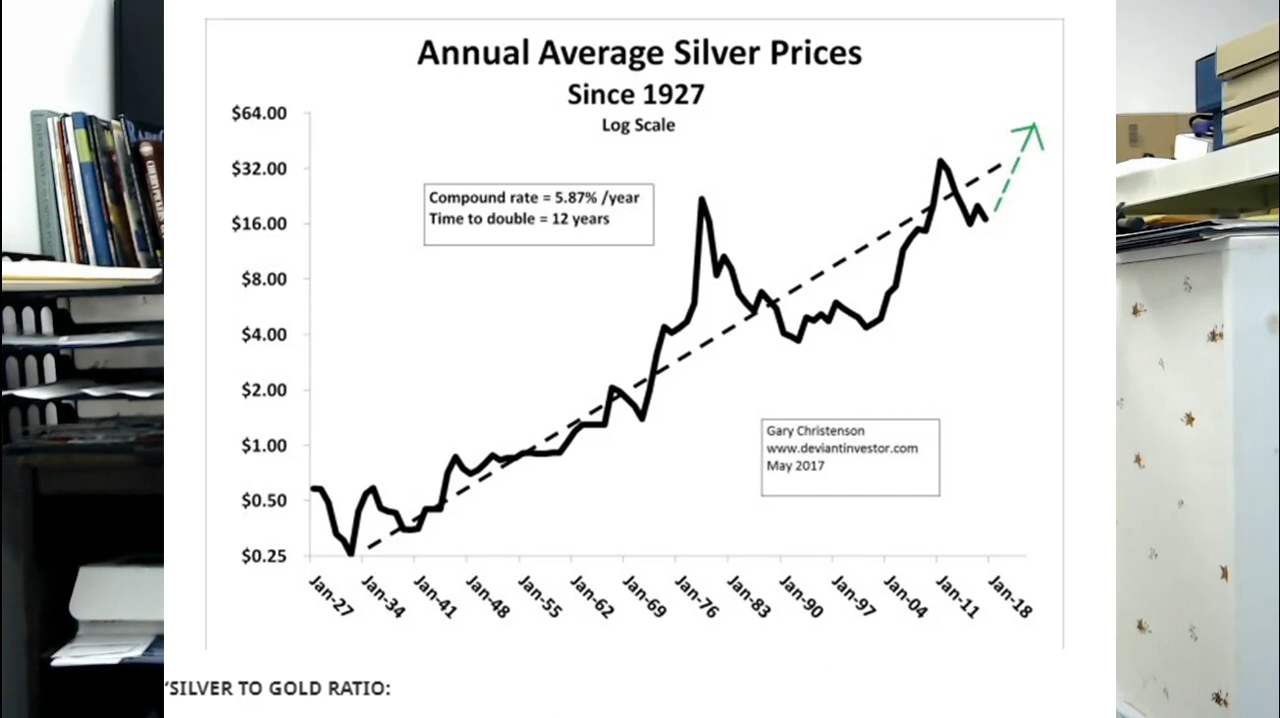 Annual Average Silver Prices
Since 1927
Log Scale
$64.00
$32.00
$16.00
$8.00
$4.00
$2.00
$1.00
$0.50
$0.25
Compound rate = 5.87% /year
Time to double = 12 years
Gary Christenson
www.deviantinvestor.com
May 2017
Jan-27
Jan-34
Jan-41
Jan-48
Jan-55
Jan-62
Jan-69
Jan-76
Jan-83
Jan-90
Jan-97
Jan-04
Jan-11
Jan-18
‘SILVER TO GOLD RATIO: